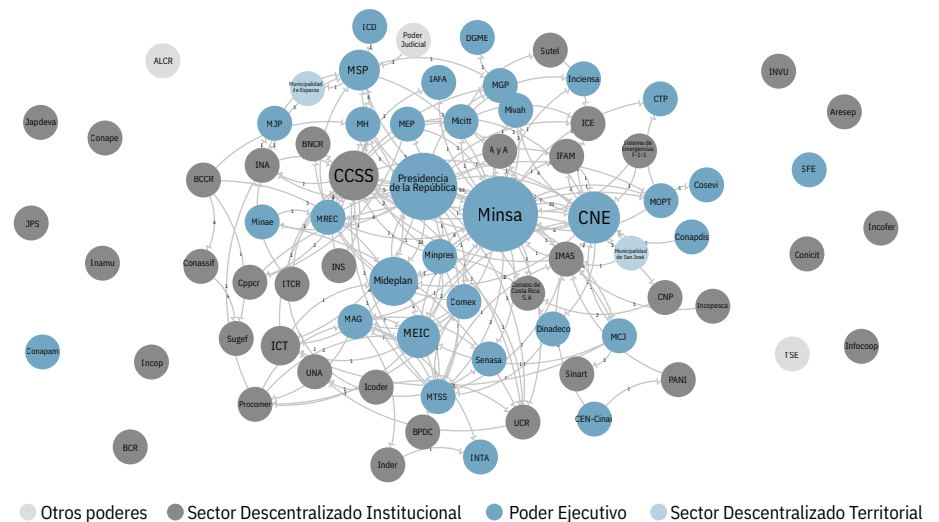 ICD
Poder
Judicial
DGME
Sutel
ALCR
MSP
IAFA
MGP
Inciensa
INVU
Municipalidad
de Esparza
CTP
Aresep
Japdeva
Conape
MJP
MH
MEP
Micitt
Mivah
ICE
BNCR
A y A
IFAM
Sistema de
Emergencias
9-1-1
INA
CCSS
Presidencia
de la República
SFE
BCCR
Cosevi
MOPT
JPS
Minae
MREC
Minsa
CNE
Incofer
Conapdis
Inamu
Conassif
Cppcr
ITCR
INS
Minpres
IMAS
Municipalidad
de San José
Conicit
Mideplan
Correos de
Costa Rica
S.A
Comex
CNP
Incopesca
MAG
MEIC
Dinadeco
MCJ
Sugef
ICT
Conapam
Incop
Senasa
TSE
Infocoop
UNA
Icoder
Sinart
PANI
Procomer
MTSS
BCR
BPDC
UCR
CEN-Cinai
Inder
INTA
Otros poderes
Sector Descentralizado Institucional
Poder Ejecutivo
Sector Descentralizado Territorial